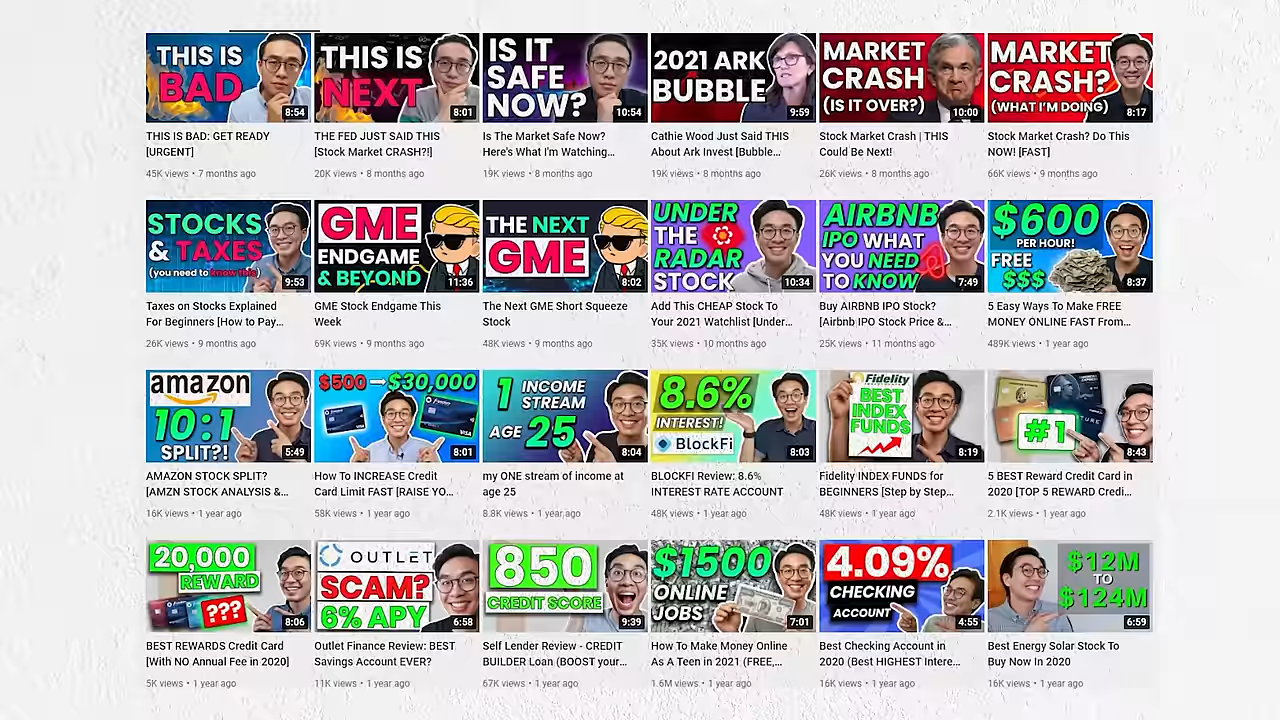 THIS IS
BAD
8:54
THIS IS
NEXT
8:01
IS IT
SAFE
NOW?
10:54
2021 ARK
BUBBLE
9:59
MARKET
CRASH
(IS IT OVER?)
10:00
MARKET
CRASH?
(WHAT I'M DOING)
8:17
THIS IS BAD: GET READY
[URGENT]
45K views • 7 months ago
THE FED JUST SAID THIS
[Stock Market CRASH?!]
20K views • 8 months ago
Is The Market Safe Now?
Here's What I'm Watching...
19K views • 8 months ago
Cathie Wood Just Said THIS
About Ark Invest [Bubble...
19K views • 8 months ago
Stock Market Crash | THIS
Could Be Next!
26K views • 8 months ago
Stock Market Crash? Do This
NOW! [FAST]
66K views • 9 months ago
STOCKS
& TAXES
(you need to know this)
9:53
GME
ENDGAME
& BEYOND
11:36
THE NEXT
GME
8:02
UNDER
THE
RADAR
STOCK
10:34
AIRBNB
IPO WHAT
YOU NEED
TO KNOW
7:49
$600
PER HOUR!
FREE
$$$
8:37
Taxes on Stocks Explained
For Beginners [How to Pay...
26K views • 9 months ago
GME Stock Endgame This
Week
69K views • 9 months ago
The Next GME Short Squeeze
Stock
48K views • 9 months ago
Add This CHEAP Stock To
Your 2021 Watchlist [Under...
35K views • 10 months ago
Buy AIRBNB IPO Stock?
[Airbnb IPO Stock Price &...
25K views • 11 months ago
5 Easy Ways To Make FREE
MONEY ONLINE FAST From...
489K views • 1 year ago
amazon
10:1
SPLIT?!
5:49
$500 → $30,000
VISA
VISA
8:01
1 INCOME
STREAM
AGE 25
8:04
8.6%
INTEREST!
BlockFi
8:03
Fidelity
BEST
INDEX
FUNDS
8:19
#1
8:43
AMAZON STOCK SPLIT?
[AMZN STOCK ANALYSIS &...
16K views • 1 year ago
How To INCREASE Credit
Card Limit FAST [RAISE YO...
58K views • 1 year ago
my ONE stream of income at
age 25
8.8K views • 1 year ago
BLOCKFI Review: 8.6%
INTEREST RATE ACCOUNT
48K views • 1 year ago
Fidelity INDEX FUNDS for
BEGINNERS [Step by Step...
48K views • 1 year ago
5 BEST Reward Credit Card in
2020 [TOP 5 REWARD Credi...
2.1K views • 1 year ago
20,000
REWARD
???
8:06
OUTLET
SCAM?
6% APY
6:58
850
CREDIT SCORE
9:39
$1500
ONLINE
JOBS
7:01
4.09%
CHECKING
ACCOUNT
4:55
$12M
TO
$124M
6:59
BEST REWARDS Credit Card
[With NO Annual Fee in 2020]
5K views • 1 year ago
Outlet Finance Review: BEST
Savings Account EVER?
11K views • 1 year ago
Self Lender Review - CREDIT
BUILDER Loan (BOOST your...
67K views • 1 year ago
How To Make Money Online
As A Teen in 2021 (FREE,...
1.6M views • 1 year ago
Best Checking Account in
2020 (Best HIGHEST Intere...
16K views • 1 year ago
Best Energy Solar Stock To
Buy Now In 2020
16K views • 1 year ago